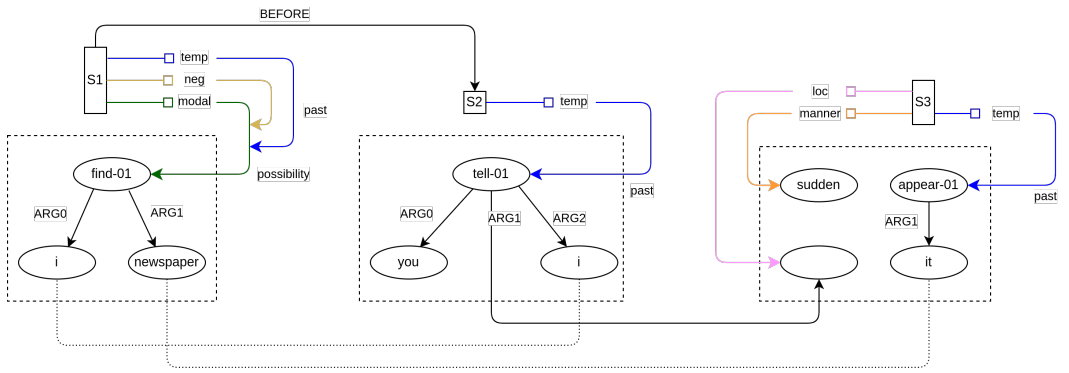 BEFORE
S1
temp
neg
modal
past
possibility
find-01
ARG0
ARG1
i
newspaper
S2
temp
past
tell-01
ARG0
ARG1
ARG2
you
i
loc
manner
S3
temp
past
sudden
appear-01
ARG1
it